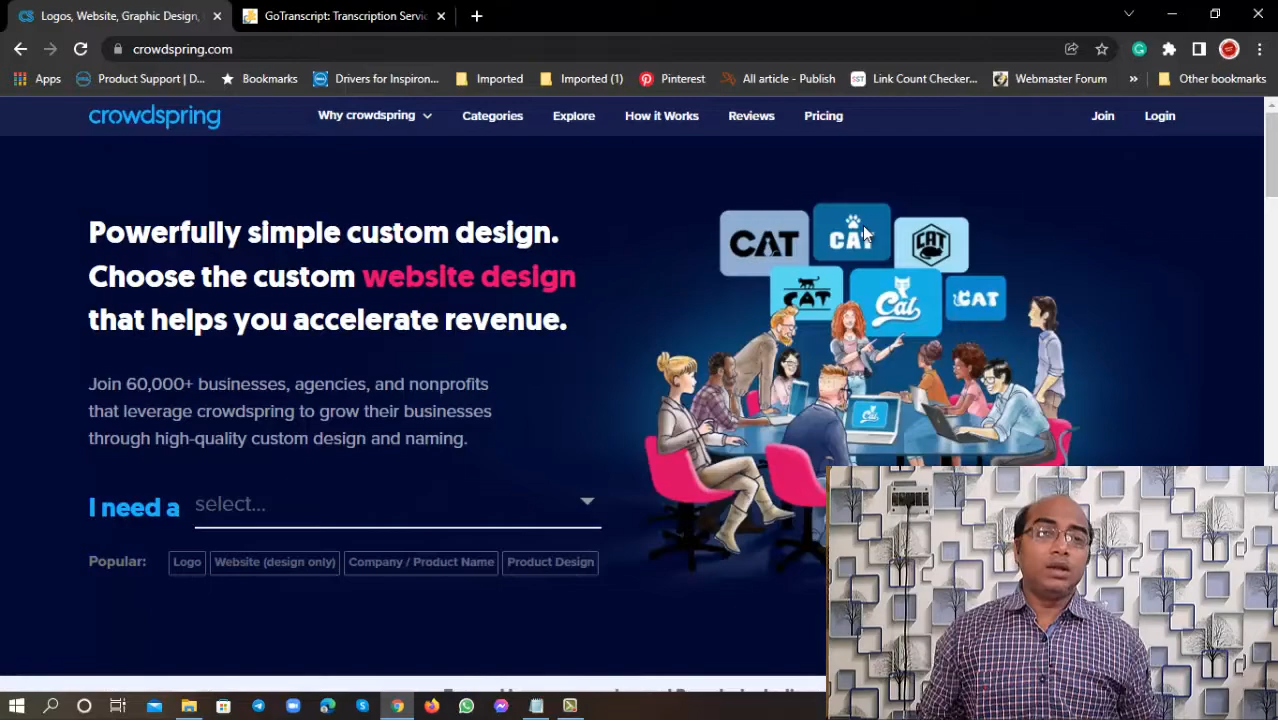 Logos, Website, Graphic Design,
GoTranscript: Transcription Servic
crowdspring.com
Apps
Product Support | D...
Bookmarks
Drivers for Inspiron...
Imported
Imported (1)
Pinterest
All article - Publish
Link Count Checker...
Webmaster Forum
Other bookmarks
crowdspring
Why crowdspring
Categories
Explore
How it Works
Reviews
Pricing
Join
Login
Powerfully simple custom design.
Choose the custom website design
that helps you accelerate revenue.
Join 60,000+ businesses, agencies, and nonprofits
that leverage crowdspring to grow their businesses
through high-quality custom design and naming.
I need a select...
Popular: Logo Website (design only) Company / Product Name Product Design
CAT
CAT
CAT
CAT
Cat
CAT
Cat